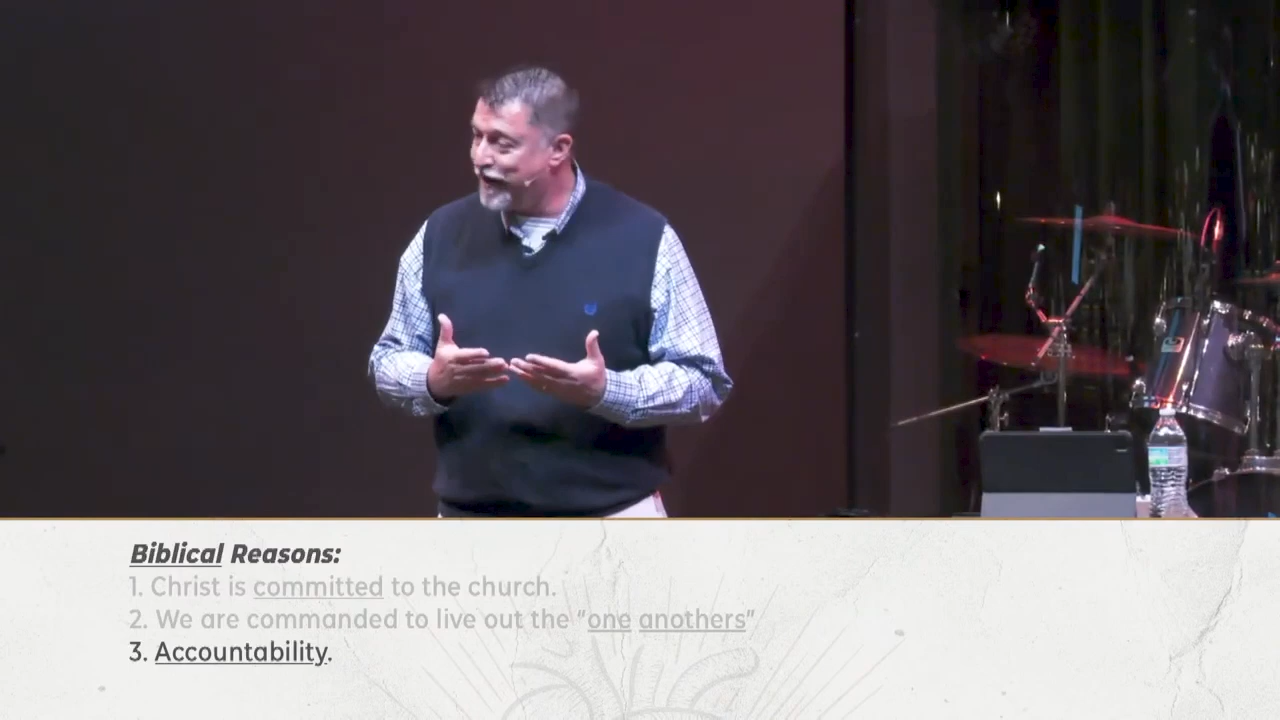 Biblical Reasons:
1. Christ is committed to the church.
2. We are commanded to live out the “one anothers”
3. Accountability.